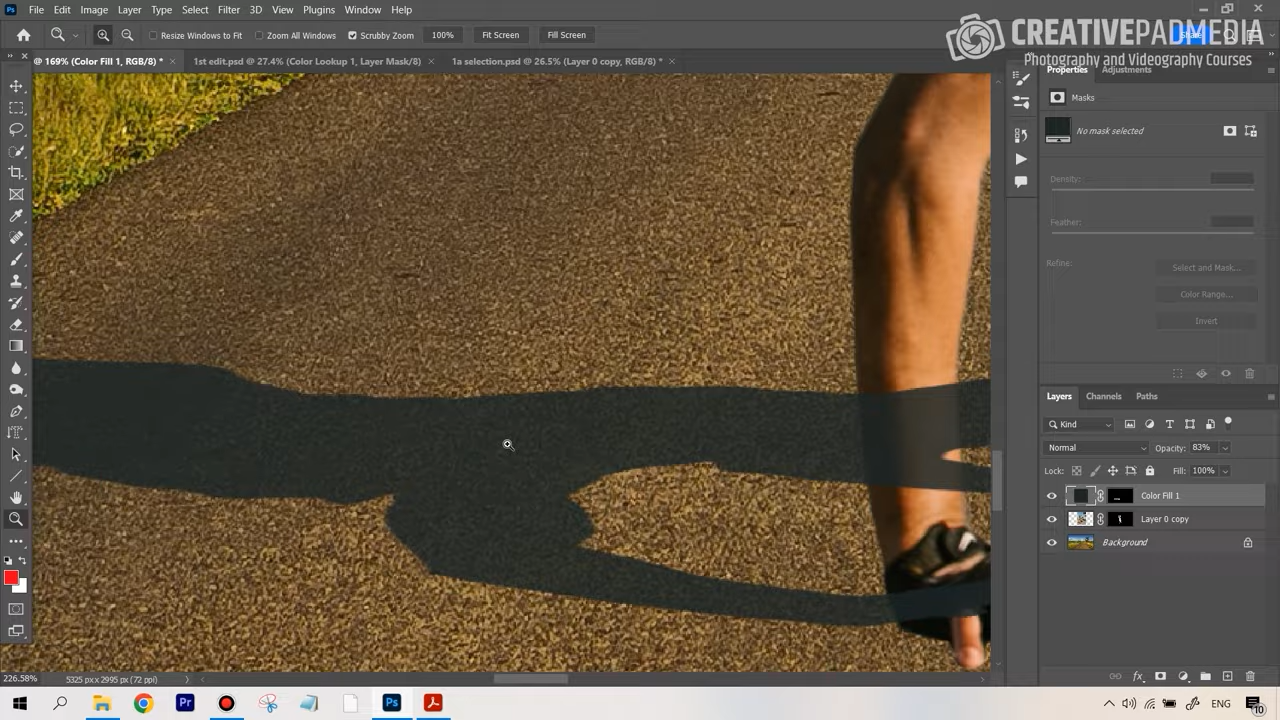 File Edit Image Layer Type Select Filter 3D View Plugins Window Help
Resize Windows to Fit Zoom All Windows Scrubby Zoom 100% Fit Screen Fill Screen
CREATIVEPADMEDIA
Photography and Videography Courses
@ 169% (Color Fill 1, RGB/8) * × 1st edit.psd @ 27.4% (Color Lookup 1, Layer Mask/8) × 1a selection.psd @ 26.5% (Layer 0 copy, RGB/8) * ×
Properties Adjustments
Masks
No mask selected
Density:
Feather:
Refine: Select and Mask...
Color Range...
Invert
Layers Channels Paths
Kind
Normal Opacity: 83%
Lock: Fill: 100%
Color Fill 1
Layer 0 copy
Background
226.58% 5325 px x 2995 px (72 ppi)
Ps Pr Ps ENG 10